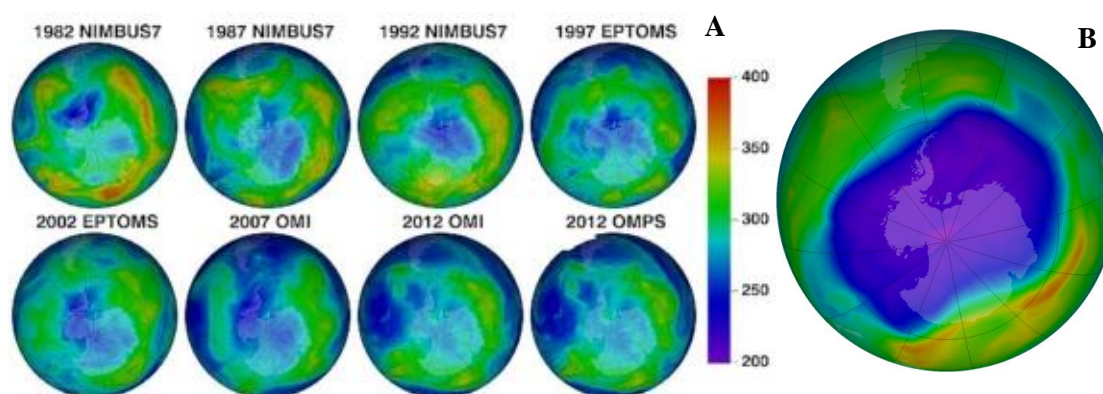 1982 NIMBUS7 1987 NIMBUS7 1992 NIMBUS7 1997 EPTOMS A
B
400
350
300
250
200
2002 EPTOMS 2007 OMI 2012 OMI 2012 OMPS